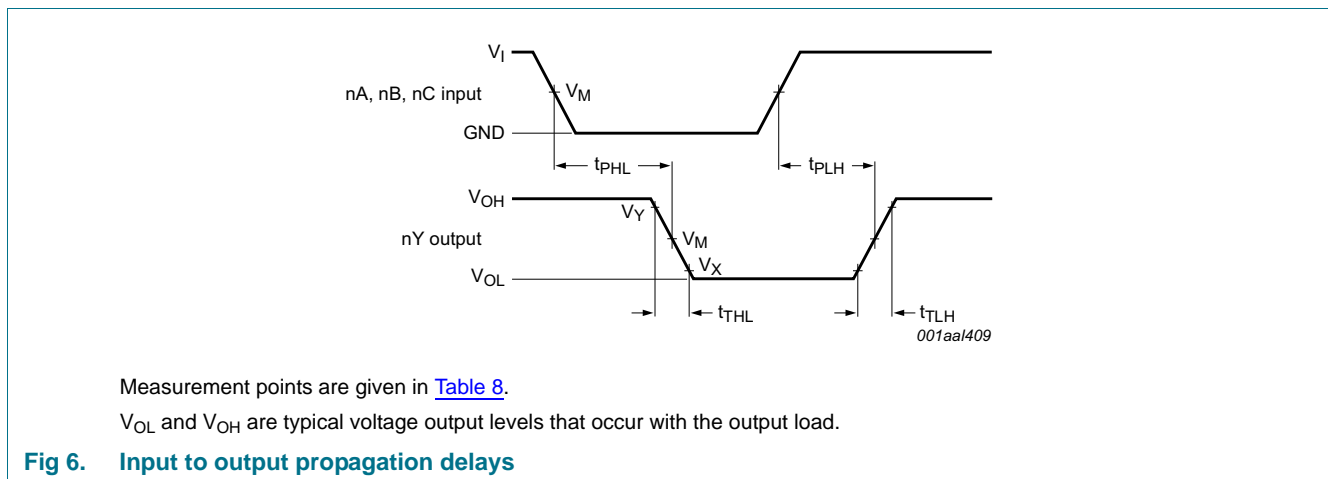 V_I
nA, nB, nC input
V_M
GND
t_PHL
t_PLH
V_OH
V_Y
nY output
V_M
V_X
V_OL
t_THL
t_TLH
001aal409
Measurement points are given in Table 8.
V_OL and V_OH are typical voltage output levels that occur with the output load.
Fig 6. Input to output propagation delays